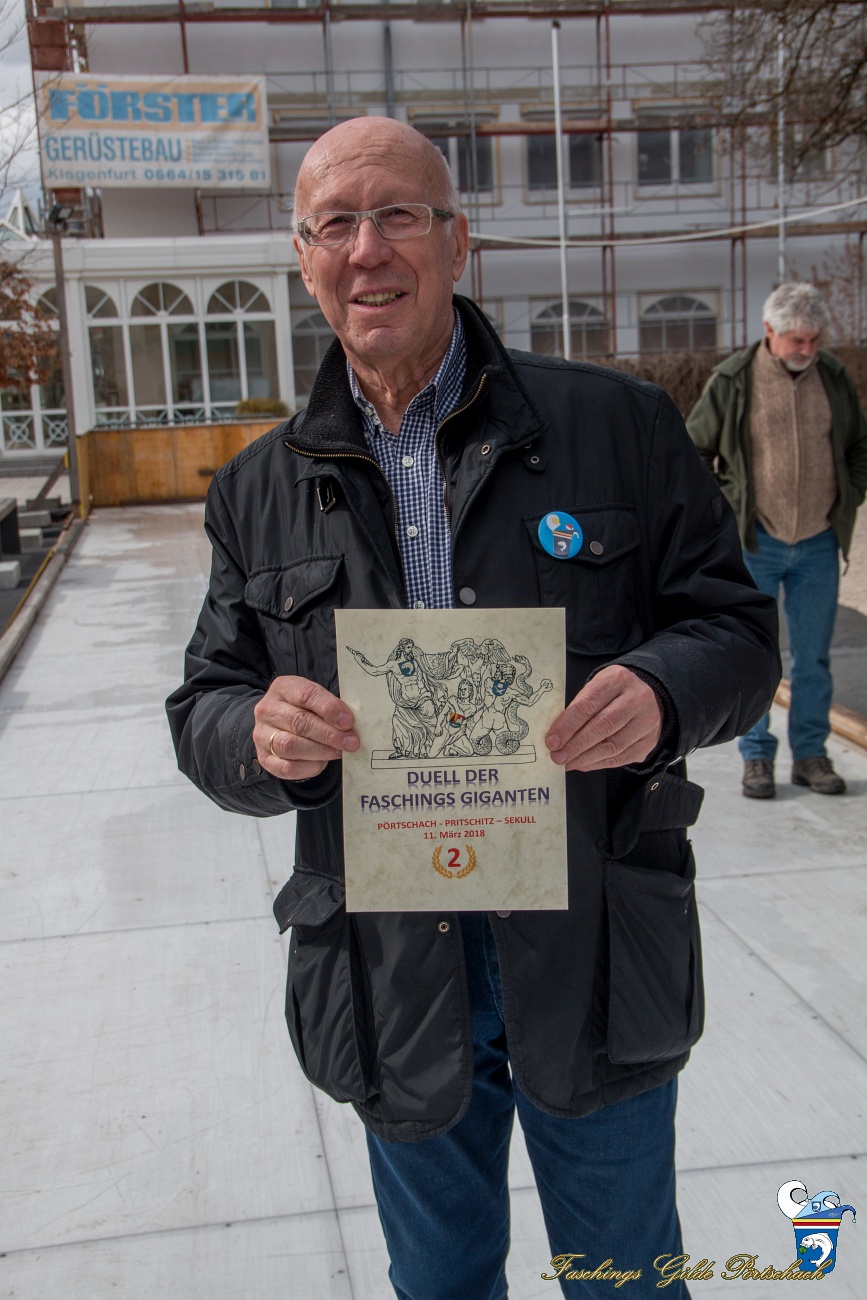 FÖRSTER
GERÜSTEBAU
Klagenfurt 0664/15 315 81
DUELL DER
FASCHINGS GIGANTEN
PÖRTSCHACH - PRITSCHITZ – SEKULL
11. März 2018
2
Faschings Gilde Pörtschach